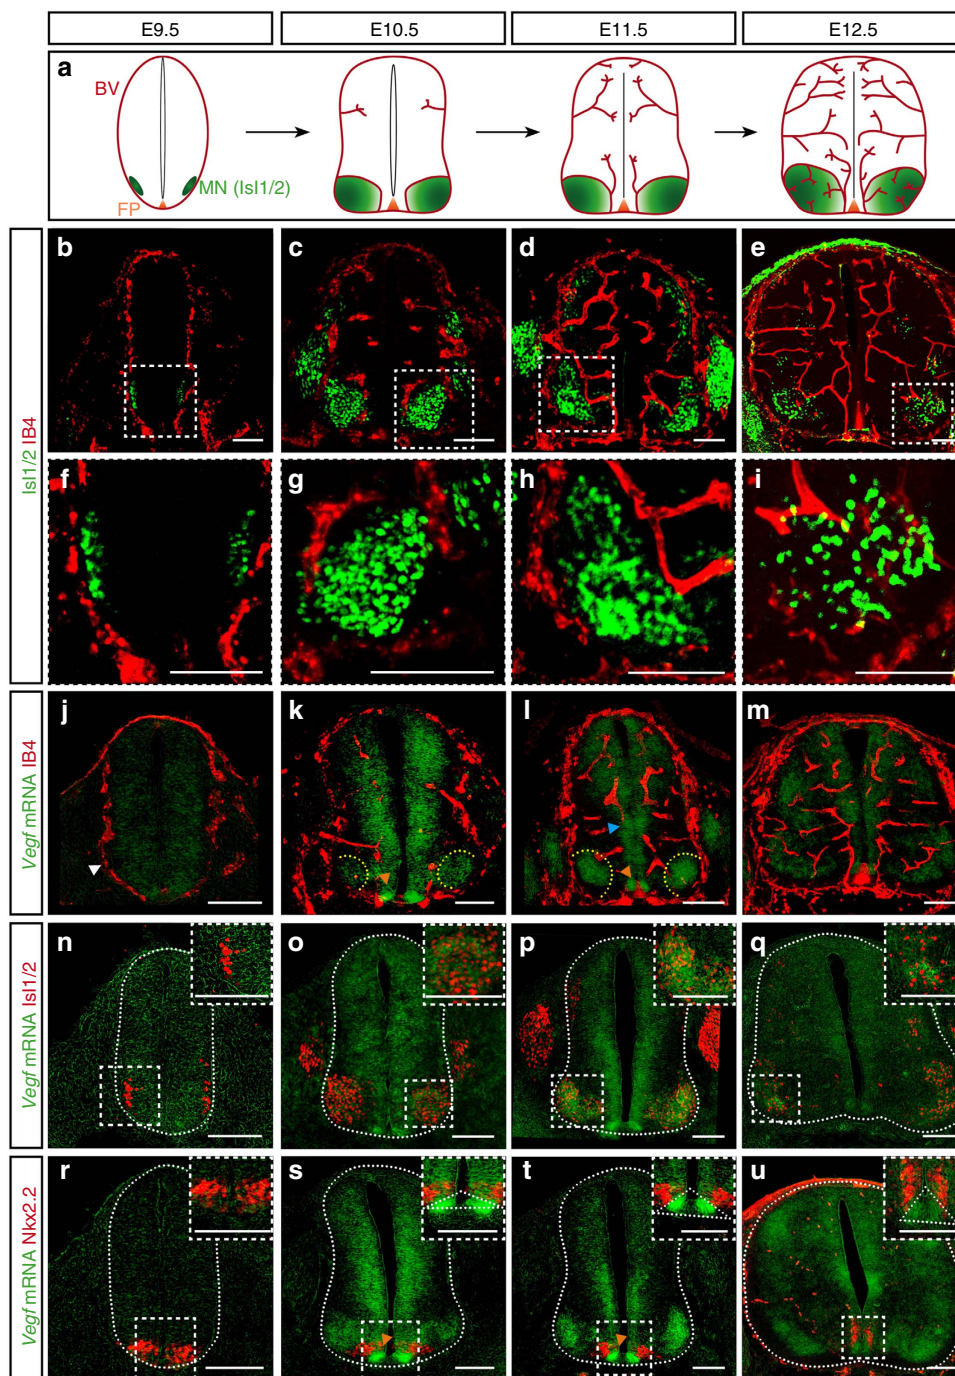 E9.5 E10.5 E11.5 E12.5
a
BV
MN (Isl1/2)
FP
Isl1/2 IB4
b c d e
f g h i
Vegf mRNA IB4
j k l m
Vegf mRNA Isl1/2
n o p q
Vegf mRNA Nkx2.2
r s t u